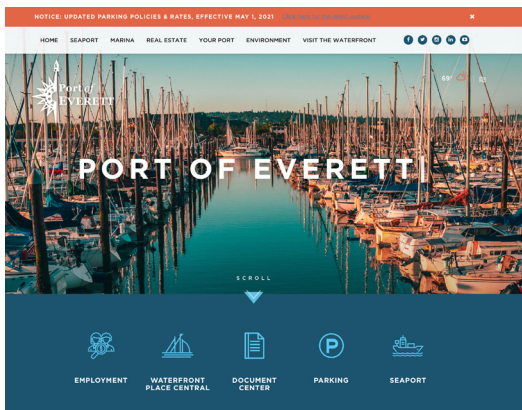 NOTICE: UPDATED PARKING POLICIES & RATES, EFFECTIVE MAY 1, 2021
HOME SEAPORT MARINA REAL ESTATE YOUR PORT ENVIRONMENT VISIT THE WATERFRONT
Port of
EVERETT
69°
PORT OF EVERETT
SCROLL
EMPLOYMENT
WATERFRONT
PLACE CENTRAL
DOCUMENT
CENTER
P
PARKING
SEAPORT